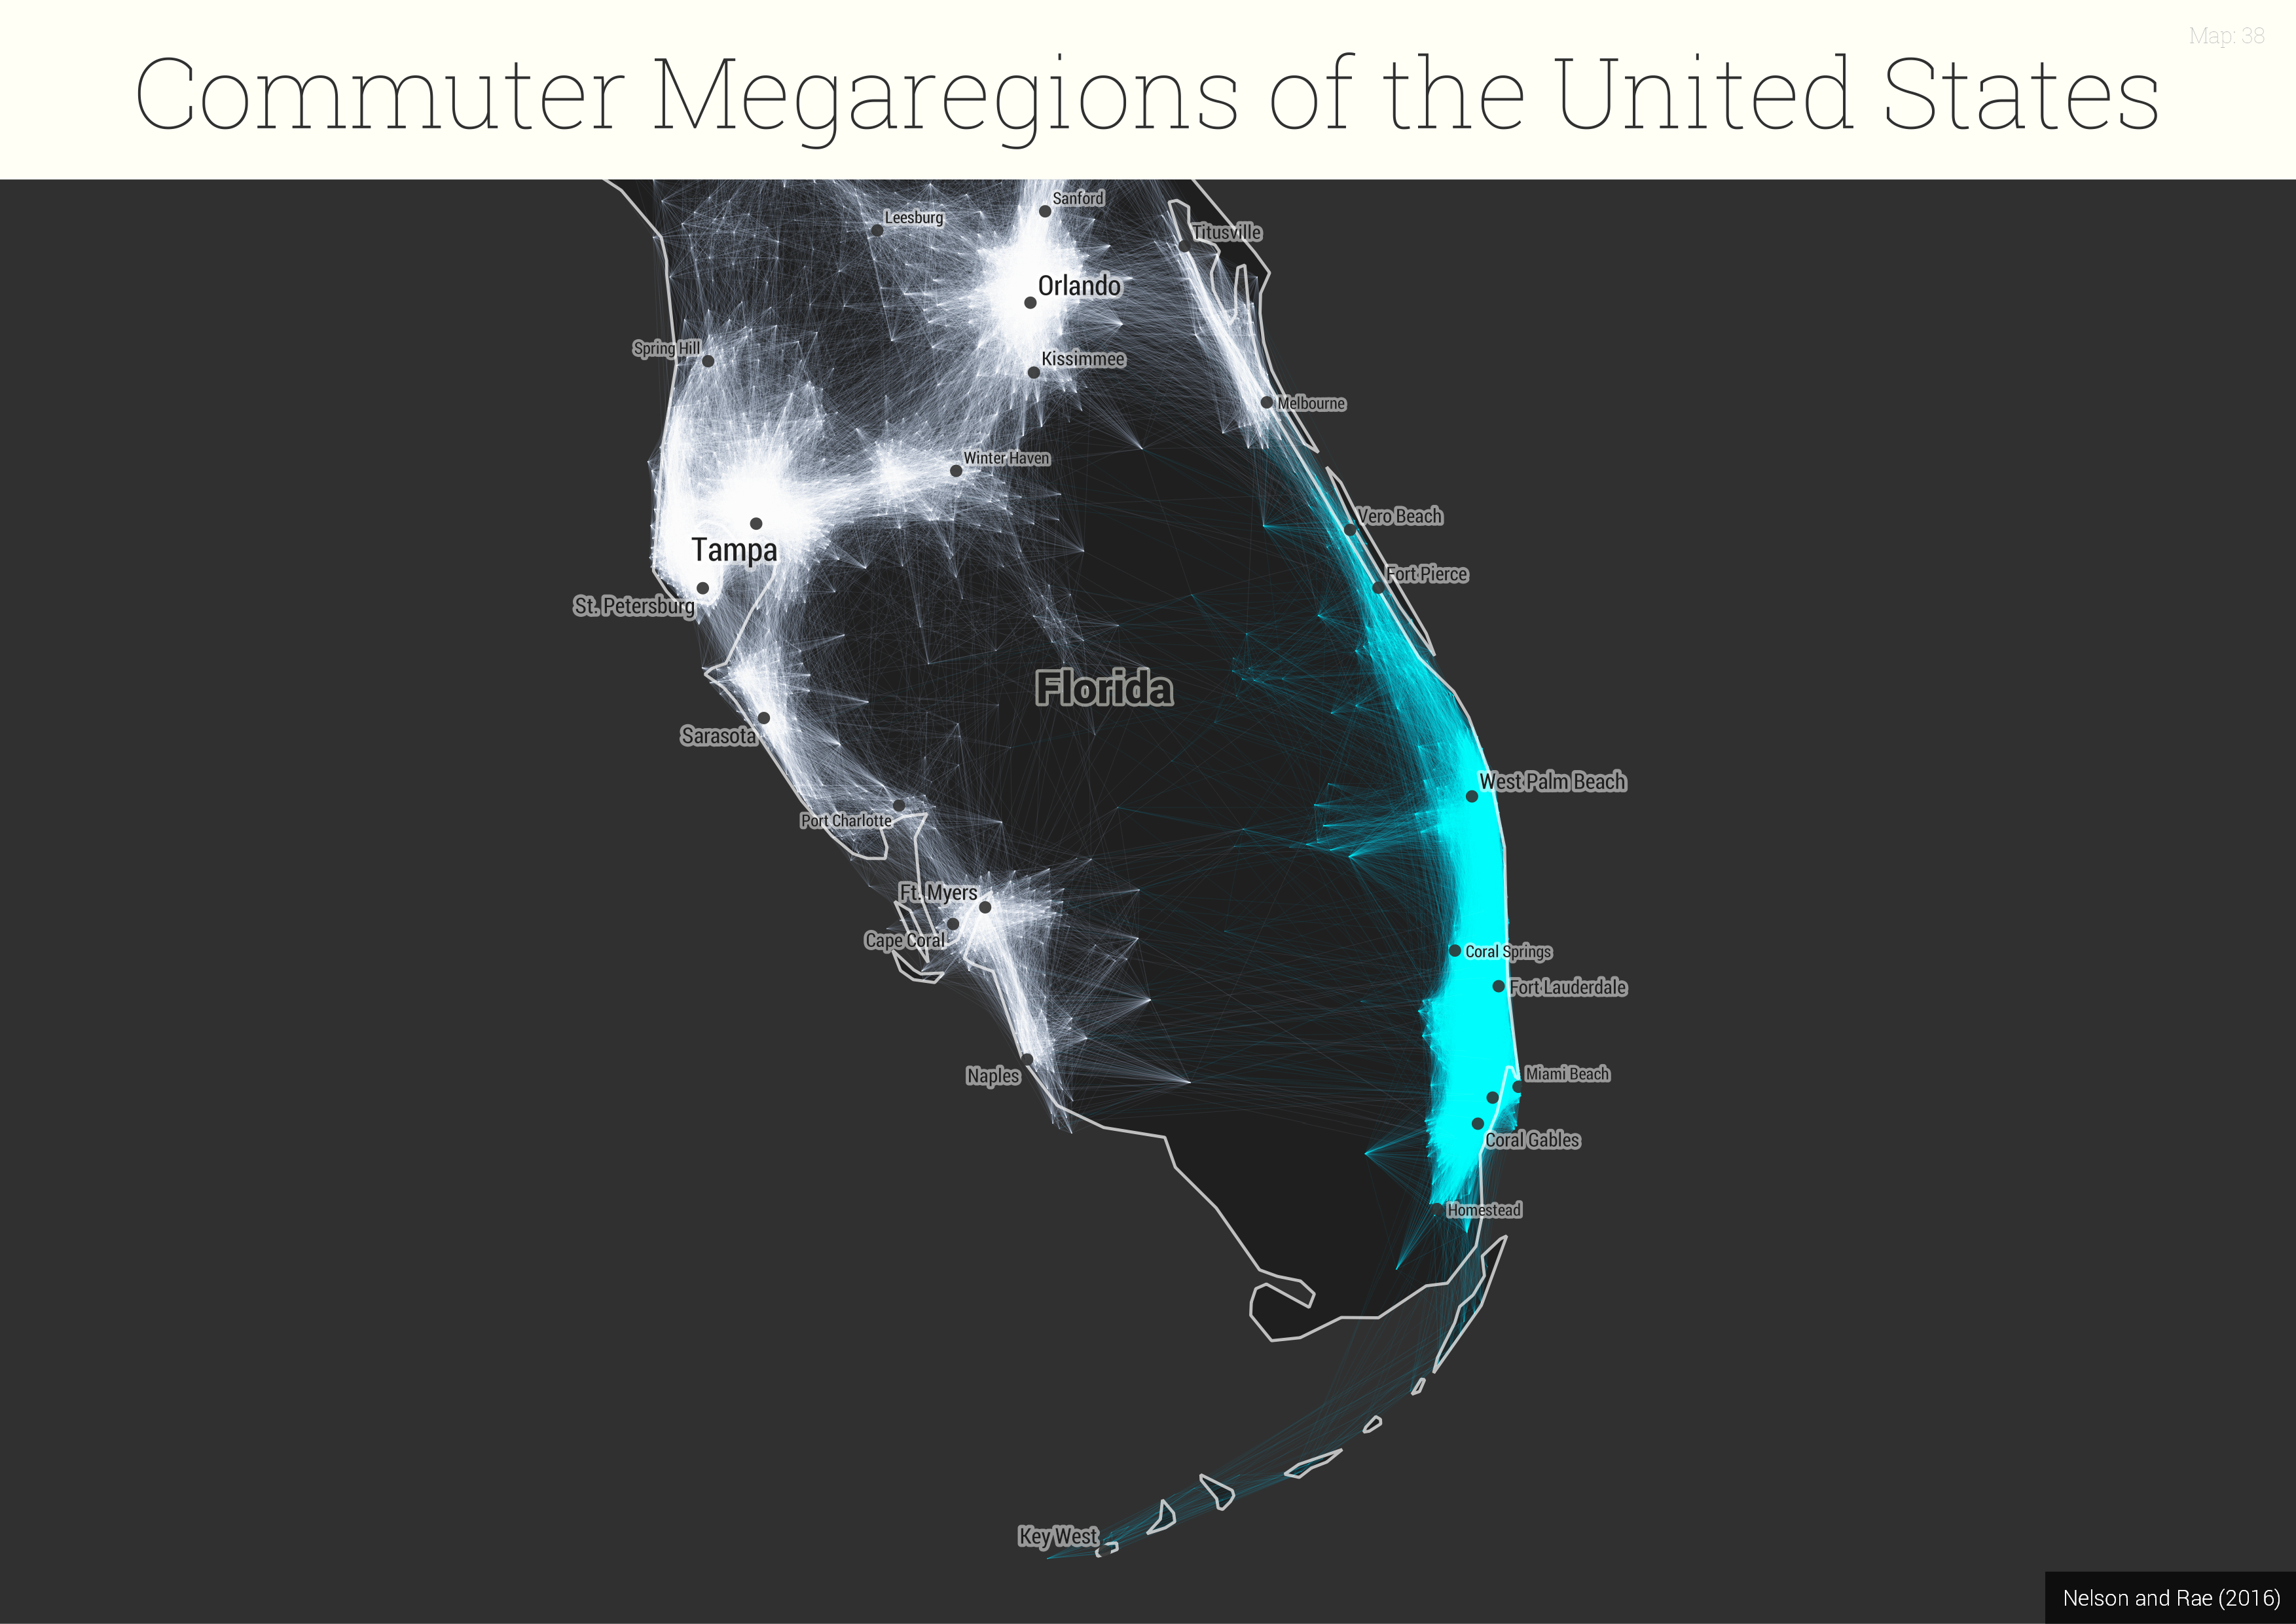 Map: 38
Commuter Megaregions of the United States
Sanford
Leesburg
Titusville
Orlando
Spring Hill
Kissimmee
Melbourne
Winter Haven
Vero Beach
Tampa
Fort Pierce
St. Petersburg
Florida
Sarasota
West Palm Beach
Port Charlotte
Ft. Myers
Cape Coral
Coral Springs
Fort Lauderdale
Naples
Miami Beach
Coral Gables
Homestead
Key West
Nelson and Rae (2016)